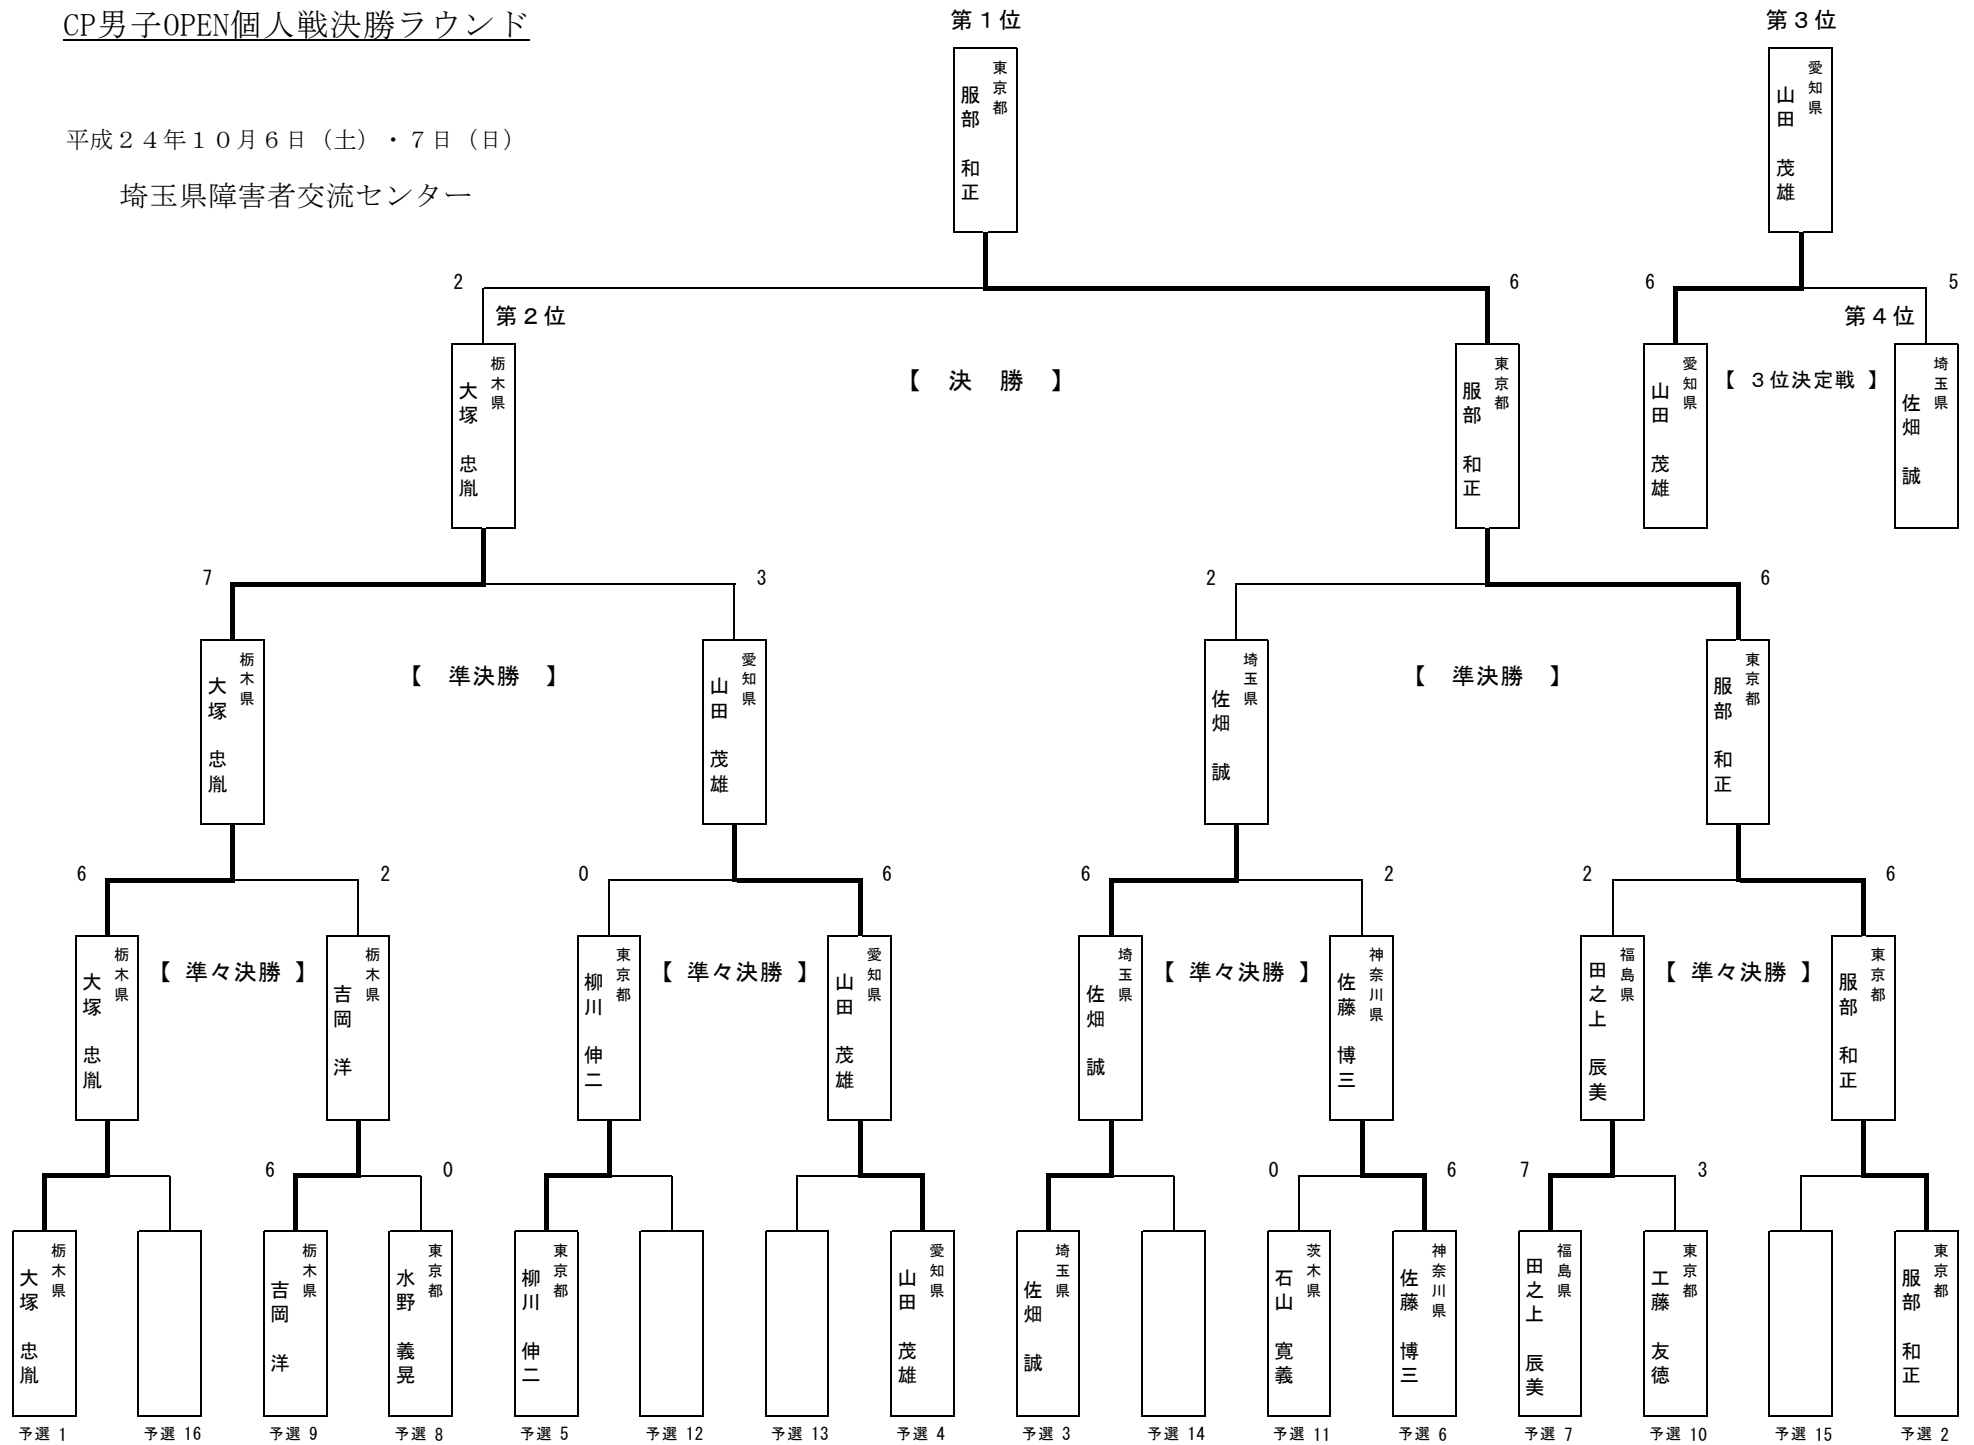 CP男子OPEN個人戦決勝ラウンド
平成２４年１０月６日（土）・７日（日）
埼玉県障害者交流センター
第１位
東京都
服部 和正
第３位
愛知県
山田 茂雄
2
6
6
5
第２位
第４位
栃木県
大塚 忠胤
【 決 勝 】
東京都
服部 和正
愛知県
山田 茂雄
【 ３位決定戦 】
埼玉県
佐畑 誠
7
3
2
6
栃木県
大塚 忠胤
【 準決勝 】
愛知県
山田 茂雄
埼玉県
佐畑 誠
【 準決勝 】
東京都
服部 和正
6
2
0
6
6
2
2
6
栃木県
大塚 忠胤
【 準々決勝 】
栃木県
吉岡 洋
東京都
柳川 伸二
【 準々決勝 】
愛知県
山田 茂雄
埼玉県
佐畑 誠
【 準々決勝 】
神奈川県
佐藤 博三
福島県
田之上 辰美
【 準々決勝 】
東京都
服部 和正
6
0
0
6
7
3
栃木県
大塚 忠胤
栃木県
吉岡 洋
東京都
水野 義晃
東京都
柳川 伸二
愛知県
山田 茂雄
埼玉県
佐畑 誠
茨木県
石山 寛義
神奈川県
佐藤 博三
福島県
田之上 辰美
東京都
工藤 友徳
東京都
服部 和正
予選 1
予選 16
予選 9
予選 8
予選 5
予選 12
予選 13
予選 4
予選 3
予選 14
予選 11
予選 6
予選 7
予選 10
予選 15
予選 2